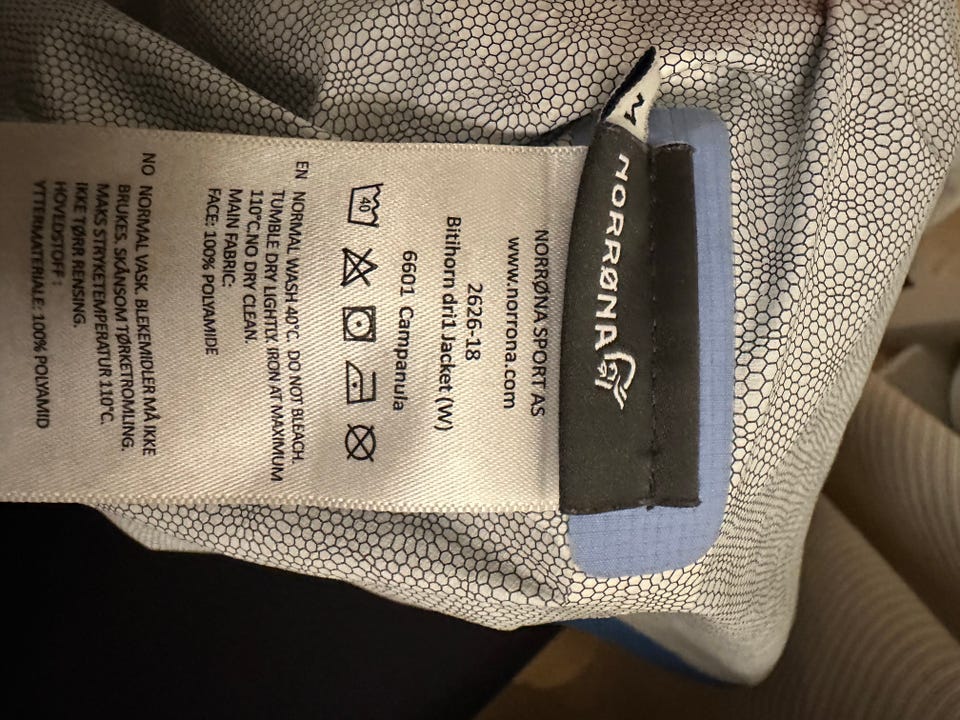 M
NORRØNA
NORRØNA SPORT AS
www.norrona.com
2626-18
Bitihorn dri1 Jacket (W)
6601 Campanula
40
EN NORMAL WASH 40°C. DO NOT BLEACH.
TUMBLE DRY LIGHTLY. IRON AT MAXIMUM
110°C.NO DRY CLEAN.
MAIN FABRIC:
FACE: 100% POLYAMIDE
NO NORMAL VASK. BLEKEMIDLER MÅ IKKE
BRUKES. SKÅNSOM TØRKETROMLING.
MAKS STRYKETEMPERATUR 110°C.
IKKE TØRR RENSING.
HOVEDSTOFF :
YTTERMATERIALE: 100% POLYAMID